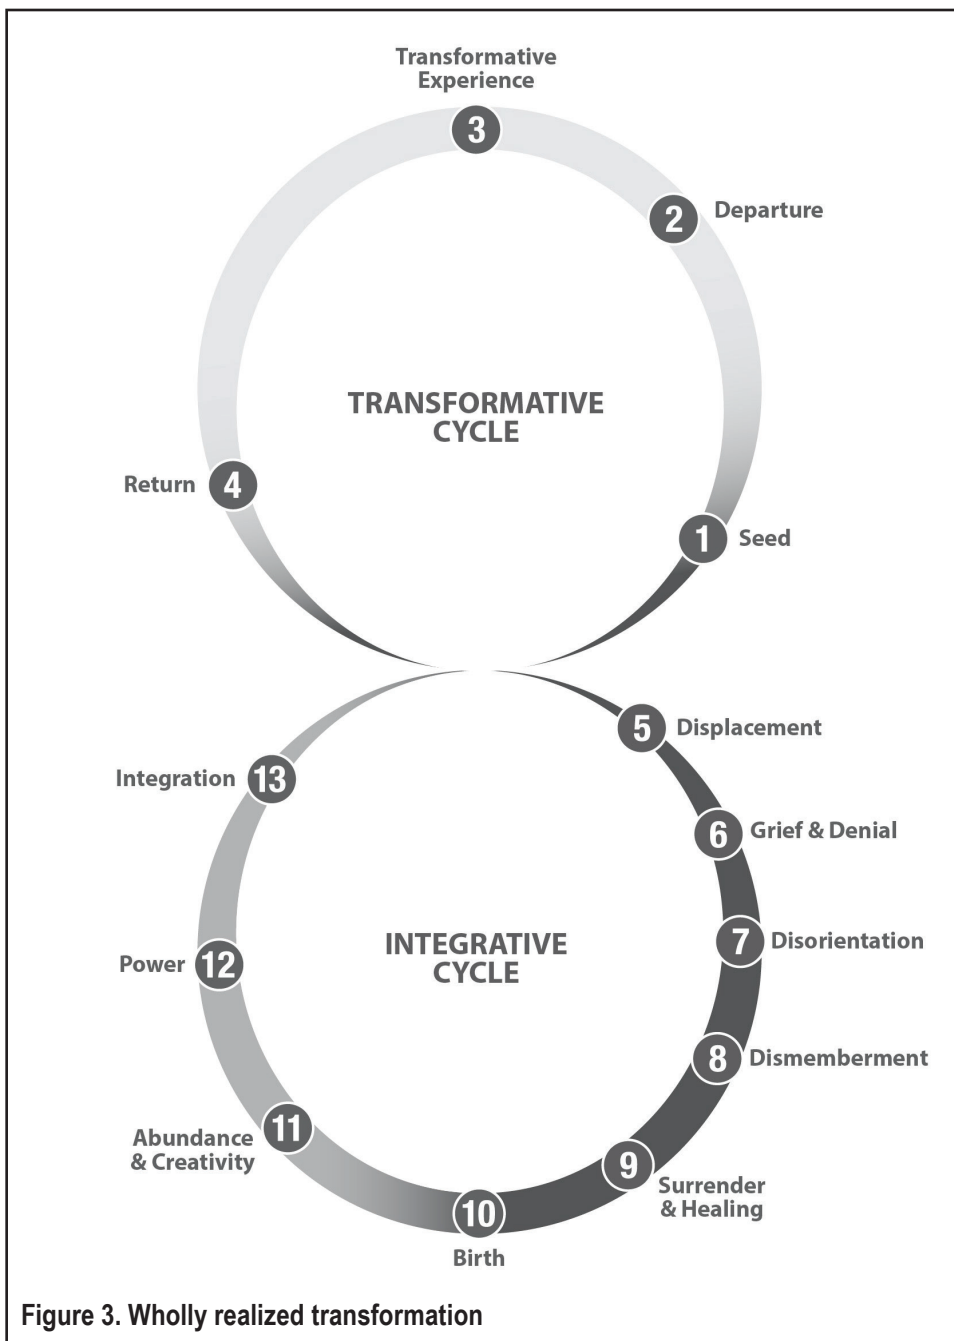 Transformative
Experience
3
2
Departure
TRANSFORMATIVE
CYCLE
Return
4
1
Seed
5
Displacement
Integration
13
6
Grief & Denial
7
Disorientation
INTEGRATIVE
CYCLE
Power
12
8
Dismemberment
11
Abundance
& Creativity
9
Surrender
& Healing
10
Birth
Figure 3. Wholly realized transformation